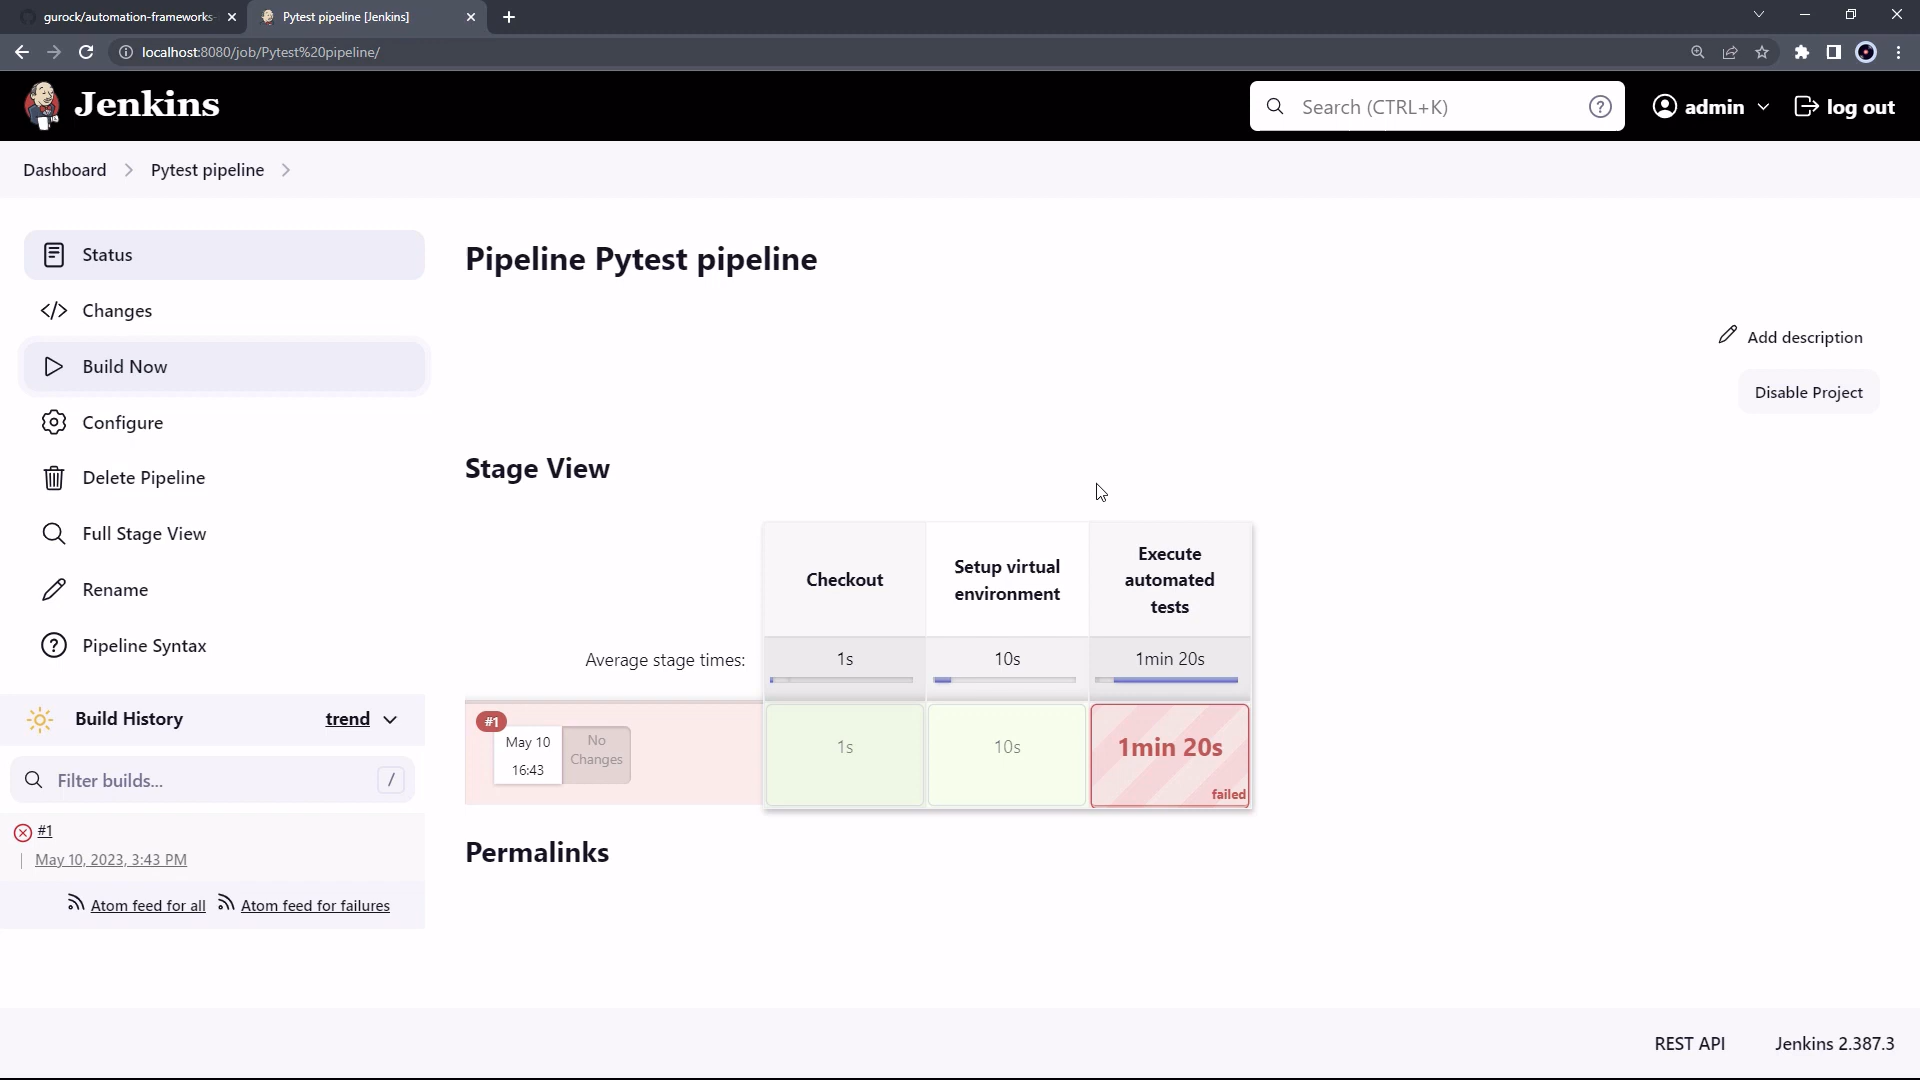 gurock/automation-frameworks-
Pytest pipeline [Jenkins]
localhost:8080/job/Pytest%20pipeline/
Jenkins
Search (CTRL+K)
admin
log out
Dashboard
Pytest pipeline
Status
Changes
Build Now
Configure
Delete Pipeline
Full Stage View
Rename
Pipeline Syntax
Build History
trend
Filter builds...
/
#1
May 10, 2023, 3:43 PM
Atom feed for all
Atom feed for failures
Pipeline Pytest pipeline
Add description
Disable Project
Stage View
Checkout
Setup virtual
environment
Execute
automated
tests
Average stage times:
1s
10s
1min 20s
#1
May 10
16:43
No
Changes
1s
10s
1min 20s
failed
Permalinks
REST API
Jenkins 2.387.3